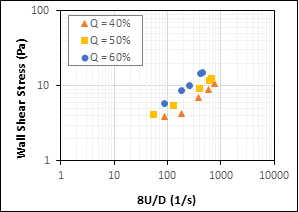 100
Q = 40%
Q = 50%
Q = 60%
10
1
Wall Shear Stress (Pa)
1 10 100 1000 10000
8U/D (1/s)